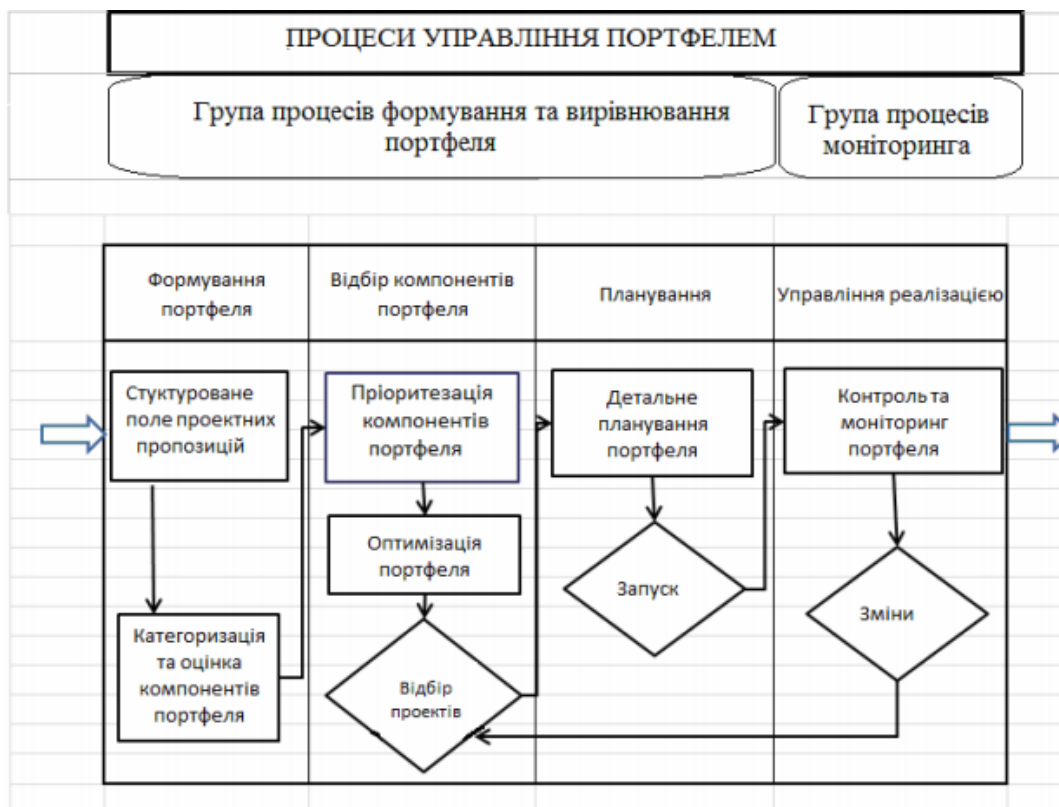 ПРОЦЕСИ УПРАВЛІННЯ ПОРТФЕЛЕМ
Група процесів формування та вирівнювання
портфеля
Група процесів
моніторинга
Формування
портфеля
Відбір компонентів
портфеля
Планування
Управління реалізацією
Стуктуроване
поле проектних
пропозицій
Категоризація
та оцінка
компонентів
портфеля
Пріоритезація
компонентів
портфеля
Оптимізація
портфеля
Відбір
проектів
Детальне
планування
портфеля
Запуск
Контроль та
моніторинг
портфеля
Зміни